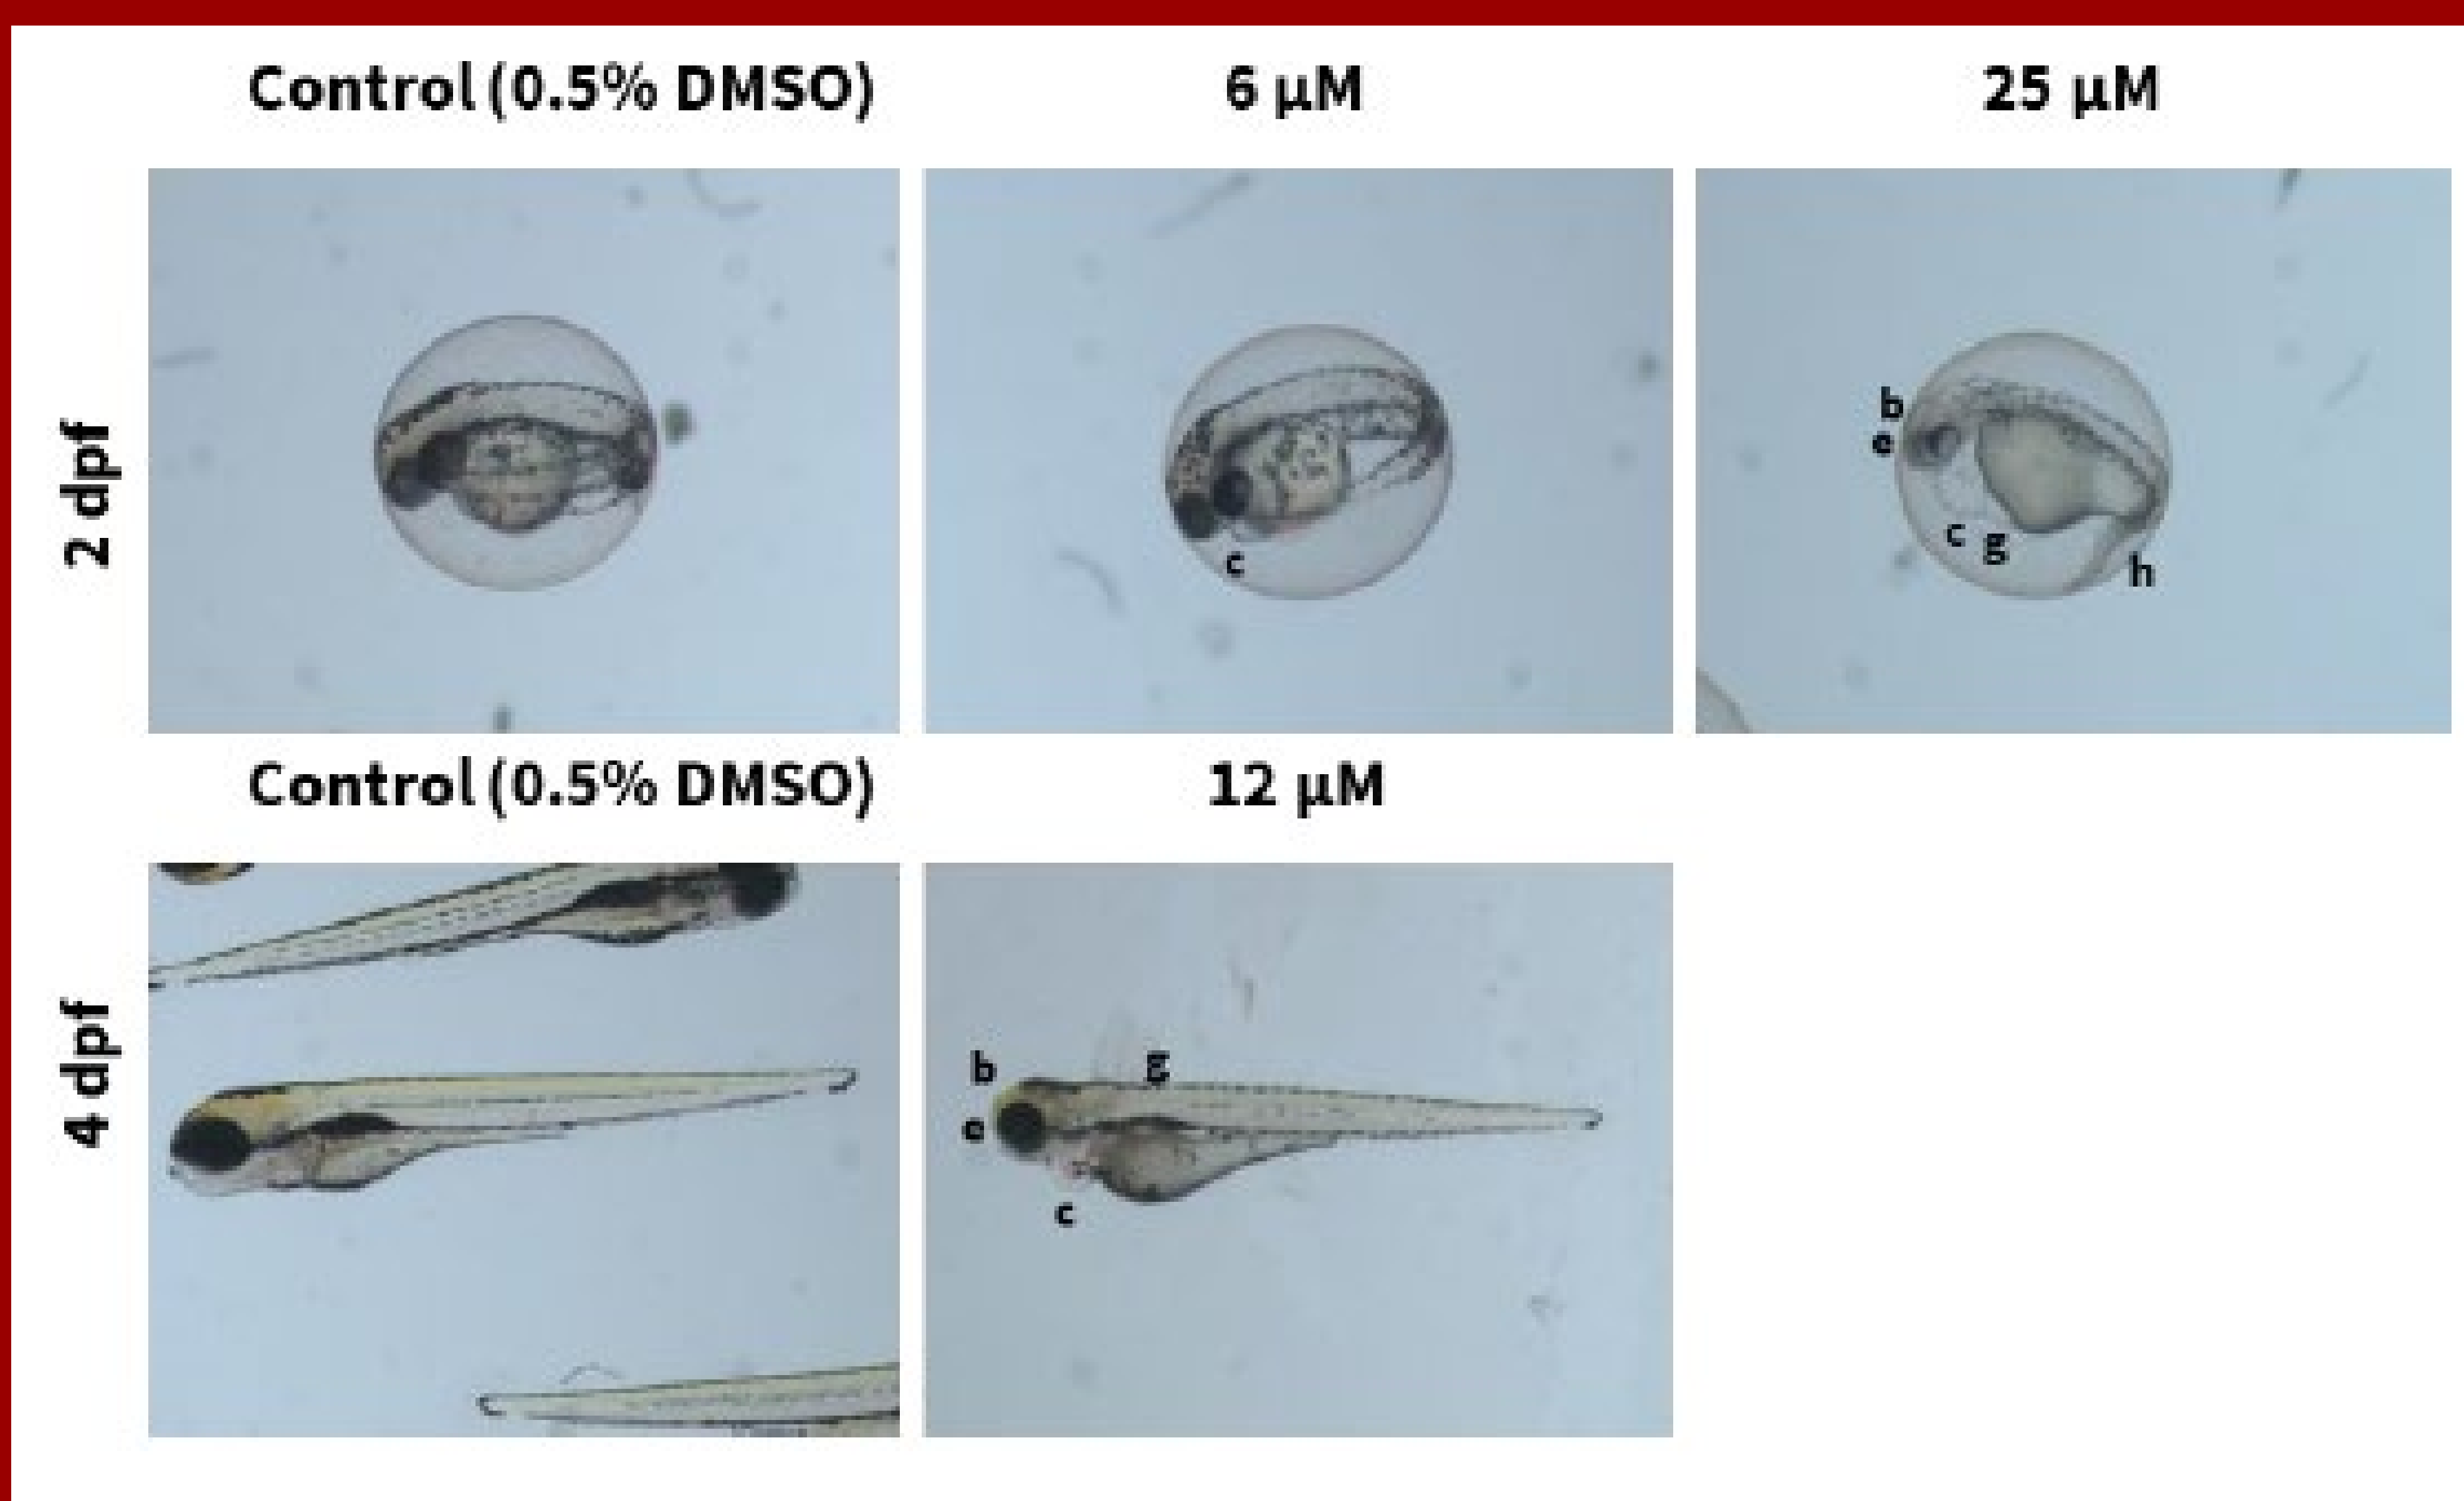 Control (0.5% DMSO)
6 µM
25 µM
2 dpf
c
b
e
c
g
h
Control (0.5% DMSO)
12 µM
4 dpf
b
g
e
c